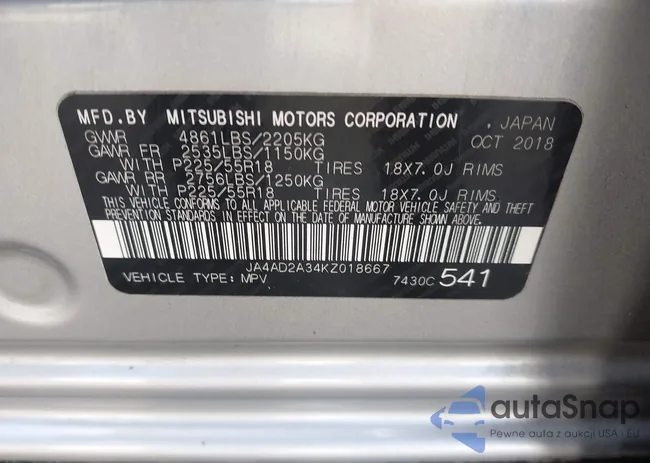 MFD.BY MITSUBISHI MOTORS CORPORATION . JAPAN
GVWR 4861LBS/2205KG OCT 2018
GAWR FR 2535LBS/1150KG
WITH P225/55R18 TIRES 18X7.0J RIMS
GAWR RR 2756LBS/1250KG
WITH P225/55R18 TIRES 18X7.0J RIMS
THIS VEHICLE CONFORMS TO ALL APPLICABLE FEDERAL MOTOR VEHICLE SAFETY AND THEFT
PREVENTION STANDARDS IN EFFECT ON THE DATE OF MANUFACTURE SHOWN ABOVE.
JA4AD2A34KZ018667
VEHICLE TYPE: MPV 7430C 541
autoSnap
Pewne auta z aukcji USA i EU